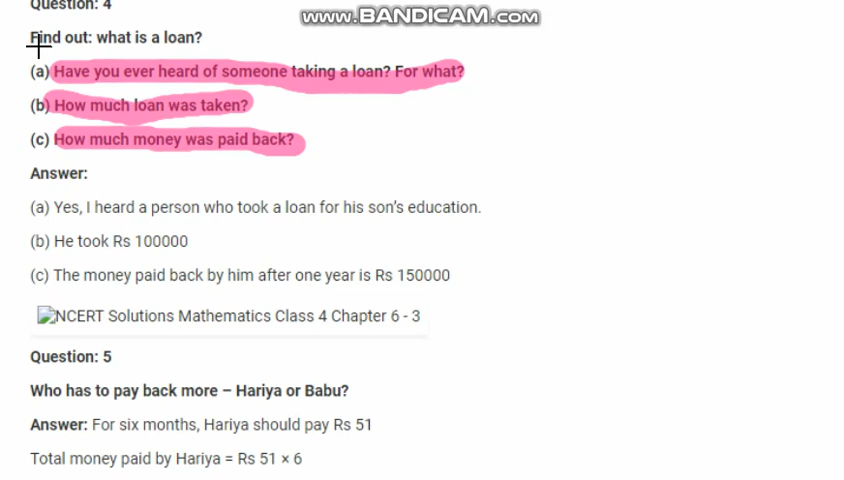 Question: 4
www.BANDICAM.com
Find out: what is a loan?
(a) Have you ever heard of someone taking a loan? For what?
(b) How much loan was taken?
(c) How much money was paid back?
Answer:
(a) Yes, I heard a person who took a loan for his son's education.
(b) He took Rs 100000
(c) The money paid back by him after one year is Rs 150000
NCERT Solutions Mathematics Class 4 Chapter 6 - 3
Question: 5
Who has to pay back more – Hariya or Babu?
Answer: For six months, Hariya should pay Rs 51
Total money paid by Hariya = Rs 51 × 6